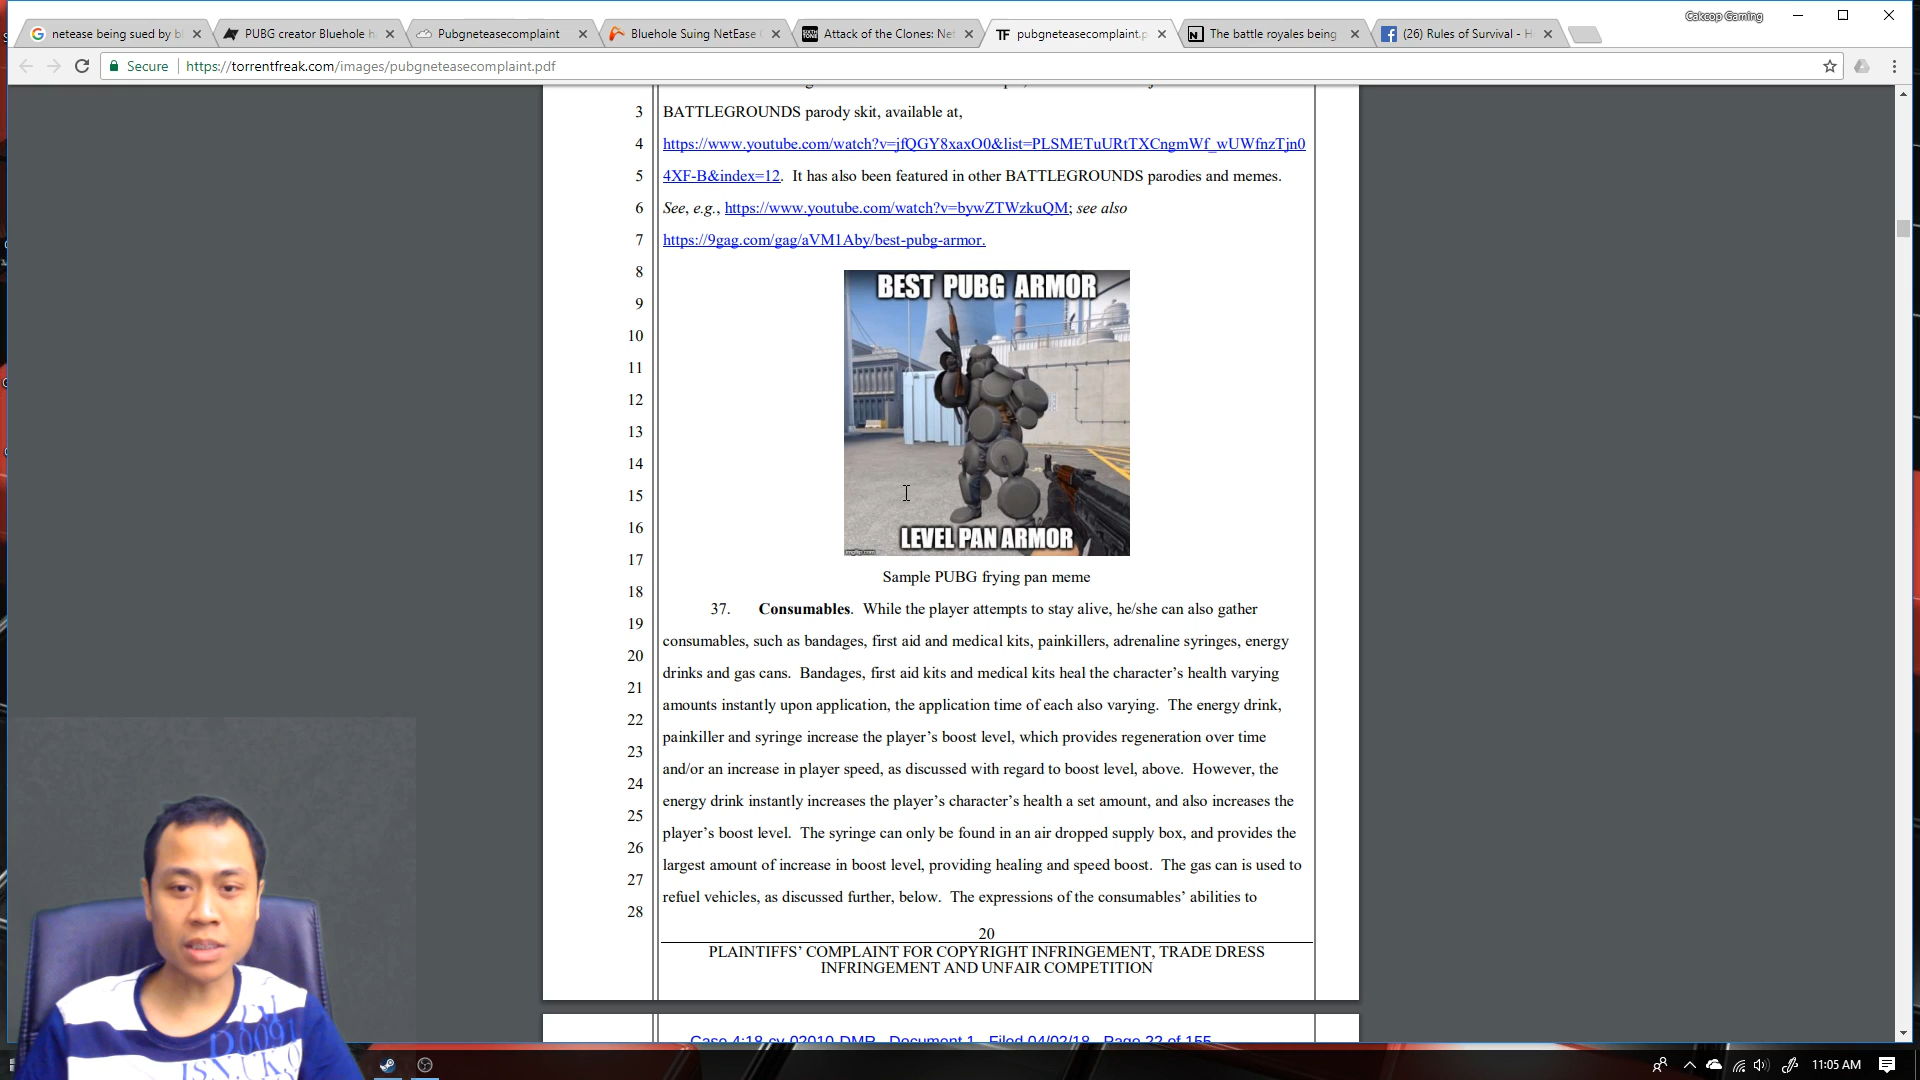 Cakcop Gaming
netease being sued by bl
PUBG creator Bluehole h
Pubgneteasecomplaint
Bluehole Suing NetEase
Attack of the Clones: Net
pubgneteasecomplaint.p
The battle royales being
(26) Rules of Survival - H
Secure
https://torrentfreak.com/images/pubgneteasecomplaint.pdf
3 BATTLEGROUNDS parody skit, available at,
4 https://www.youtube.com/watch?v=jfQGY8xaxO0&list=PLSMETuURtTXCngmWf_wUWfnzTjn0
5 4XF-B&index=12. It has also been featured in other BATTLEGROUNDS parodies and memes.
6 See, e.g., https://www.youtube.com/watch?v=bywZTWzkuQM; see also
7 https://9gag.com/gag/aVM1Aby/best-pubg-armor.
8
9
10
11
12
13
14
15
16
17
BEST PUBG ARMOR
LEVEL PAN ARMOR
imgflip.com
Sample PUBG frying pan meme
18
37. Consumables. While the player attempts to stay alive, he/she can also gather
19
consumables, such as bandages, first aid and medical kits, painkillers, adrenaline syringes, energy
20
drinks and gas cans. Bandages, first aid kits and medical kits heal the character's health varying
21
amounts instantly upon application, the application time of each also varying. The energy drink,
22
painkiller and syringe increase the player's boost level, which provides regeneration over time
23
and/or an increase in player speed, as discussed with regard to boost level, above. However, the
24
energy drink instantly increases the player's character's health a set amount, and also increases the
25
player's boost level. The syringe can only be found in an air dropped supply box, and provides the
26
largest amount of increase in boost level, providing healing and speed boost. The gas can is used to
27
refuel vehicles, as discussed further, below. The expressions of the consumables' abilities to
28
20
PLAINTIFFS' COMPLAINT FOR COPYRIGHT INFRINGEMENT, TRADE DRESS
INFRINGEMENT AND UNFAIR COMPETITION
Case 4:18-cv-02010-DMR Document 1 Filed 04/02/18 Page 22 of 155
11:05 AM